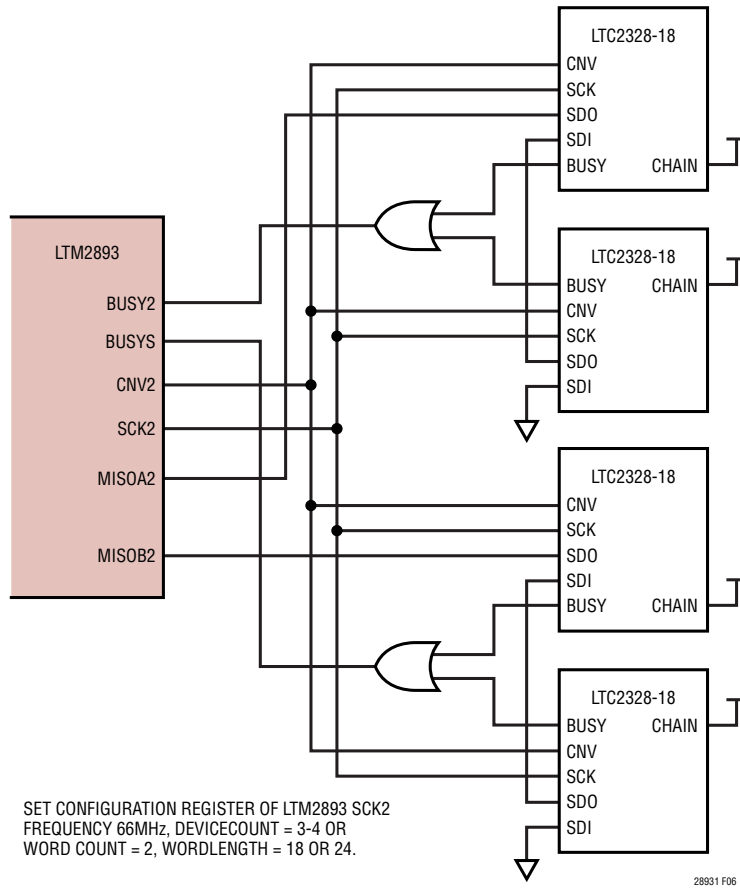 LTC2328-18
CNV
SCK
SDO
SDI
BUSY CHAIN
LTM2893
BUSY2
BUSYS
CNV2
SCK2
MISOA2
MISOB2
LTC2328-18
BUSY CHAIN
CNV
SCK
SDO
SDI
LTC2328-18
CNV
SCK
SDO
SDI
BUSY CHAIN
LTC2328-18
BUSY CHAIN
CNV
SCK
SDO
SDI
SET CONFIGURATION REGISTER OF LTM2893 SCK2
FREQUENCY 66MHz, DEVICECOUNT = 3-4 OR
WORD COUNT = 2, WORDLENGTH = 18 OR 24.
28931 F06